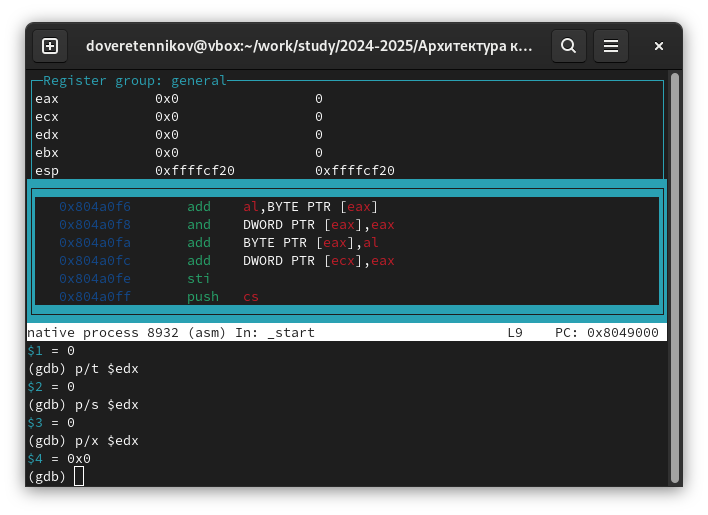 doveretennikov@vbox:~/work/study/2024-2025/Архитектура к...
Register group: general
eax 0x0 0
ecx 0x0 0
edx 0x0 0
ebx 0x0 0
esp 0xffffcf20 0xffffcf20
0x804a0f6 add al,BYTE PTR [eax]
0x804a0f8 and DWORD PTR [eax],eax
0x804a0fa add BYTE PTR [eax],al
0x804a0fc add DWORD PTR [ecx],eax
0x804a0fe sti
0x804a0ff push cs
native process 8932 (asm) In: _start L9 PC: 0x8049000
$1 = 0
(gdb) p/t $edx
$2 = 0
(gdb) p/s $edx
$3 = 0
(gdb) p/x $edx
$4 = 0x0
(gdb)